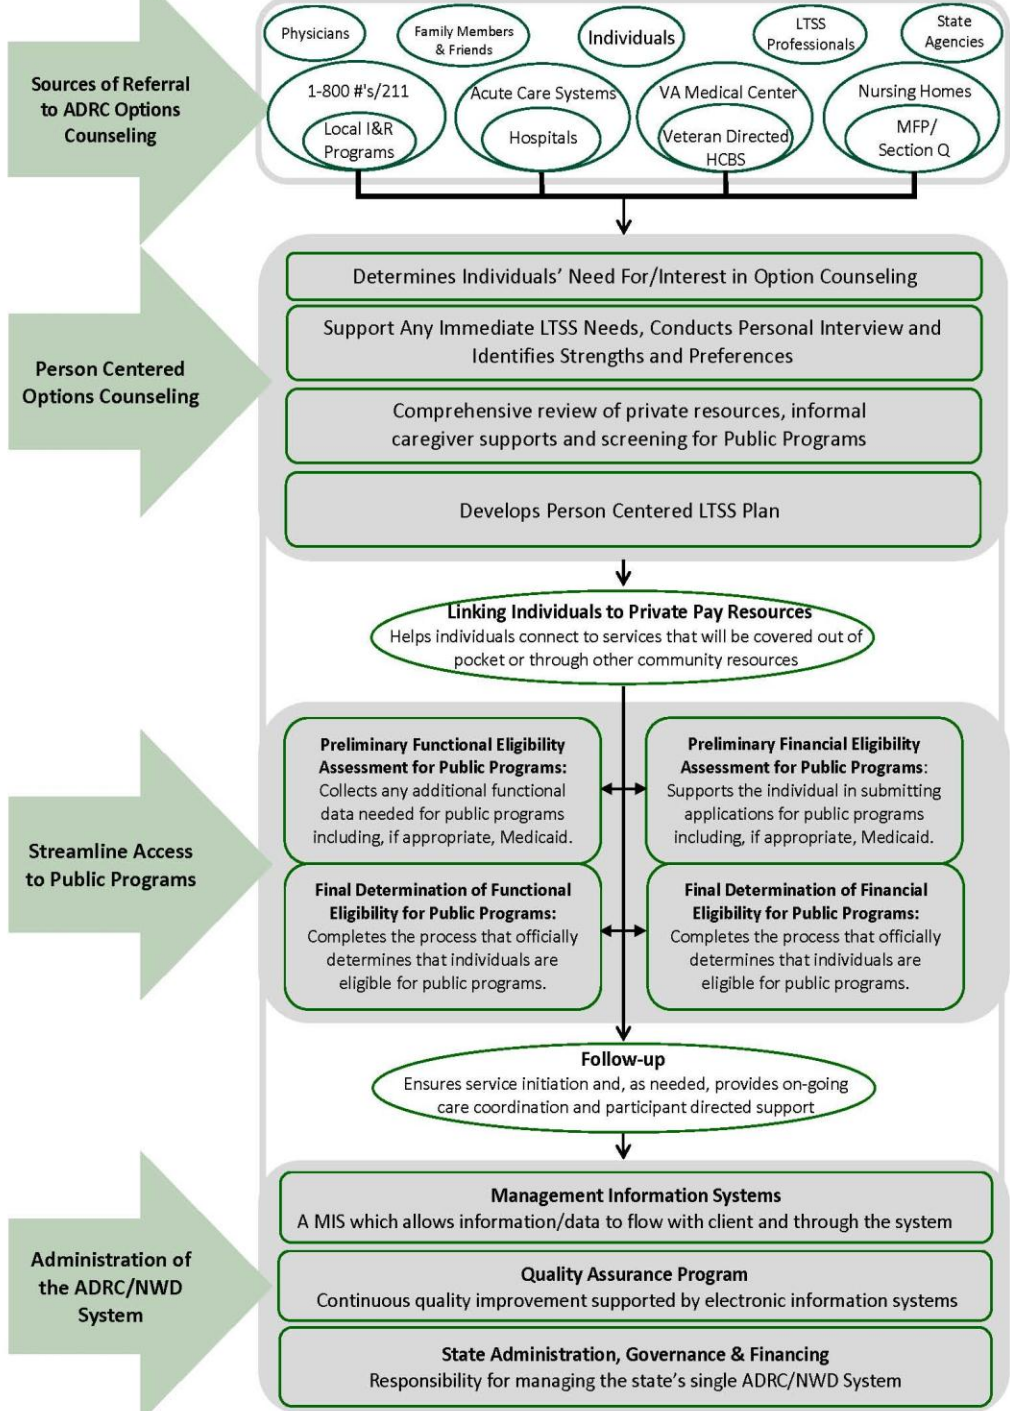 Sources of Referral
to ADRC Options
Counseling
Physicians
Family Members
& Friends
Individuals
LTSS
Professionals
State
Agencies
1-800 #'s/211
Local I&R
Programs
Acute Care Systems
Hospitals
VA Medical Center
Veteran Directed
HCBS
Nursing Homes
MFP/
Section Q
Person Centered
Options Counseling
Determines Individuals' Need For/Interest in Option Counseling
Support Any Immediate LTSS Needs, Conducts Personal Interview and
Identifies Strengths and Preferences
Comprehensive review of private resources, informal
caregiver supports and screening for Public Programs
Develops Person Centered LTSS Plan
Linking Individuals to Private Pay Resources
Helps individuals connect to services that will be covered out of
pocket or through other community resources
Streamline Access
to Public Programs
Preliminary Functional Eligibility
Assessment for Public Programs:
Collects any additional functional
data needed for public programs
including, if appropriate, Medicaid.
Preliminary Financial Eligibility
Assessment for Public Programs:
Supports the individual in submitting
applications for public programs
including, if appropriate, Medicaid.
Final Determination of Functional
Eligibility for Public Programs:
Completes the process that officially
determines that individuals are
eligible for public programs.
Final Determination of Financial
Eligibility for Public Programs:
Completes the process that officially
determines that individuals are
eligible for public programs.
Follow-up
Ensures service initiation and, as needed, provides on-going
care coordination and participant directed support
Administration of
the ADRC/NWD
System
Management Information Systems
A MIS which allows information/data to flow with client and through the system
Quality Assurance Program
Continuous quality improvement supported by electronic information systems
State Administration, Governance & Financing
Responsibility for managing the state's single ADRC/NWD System